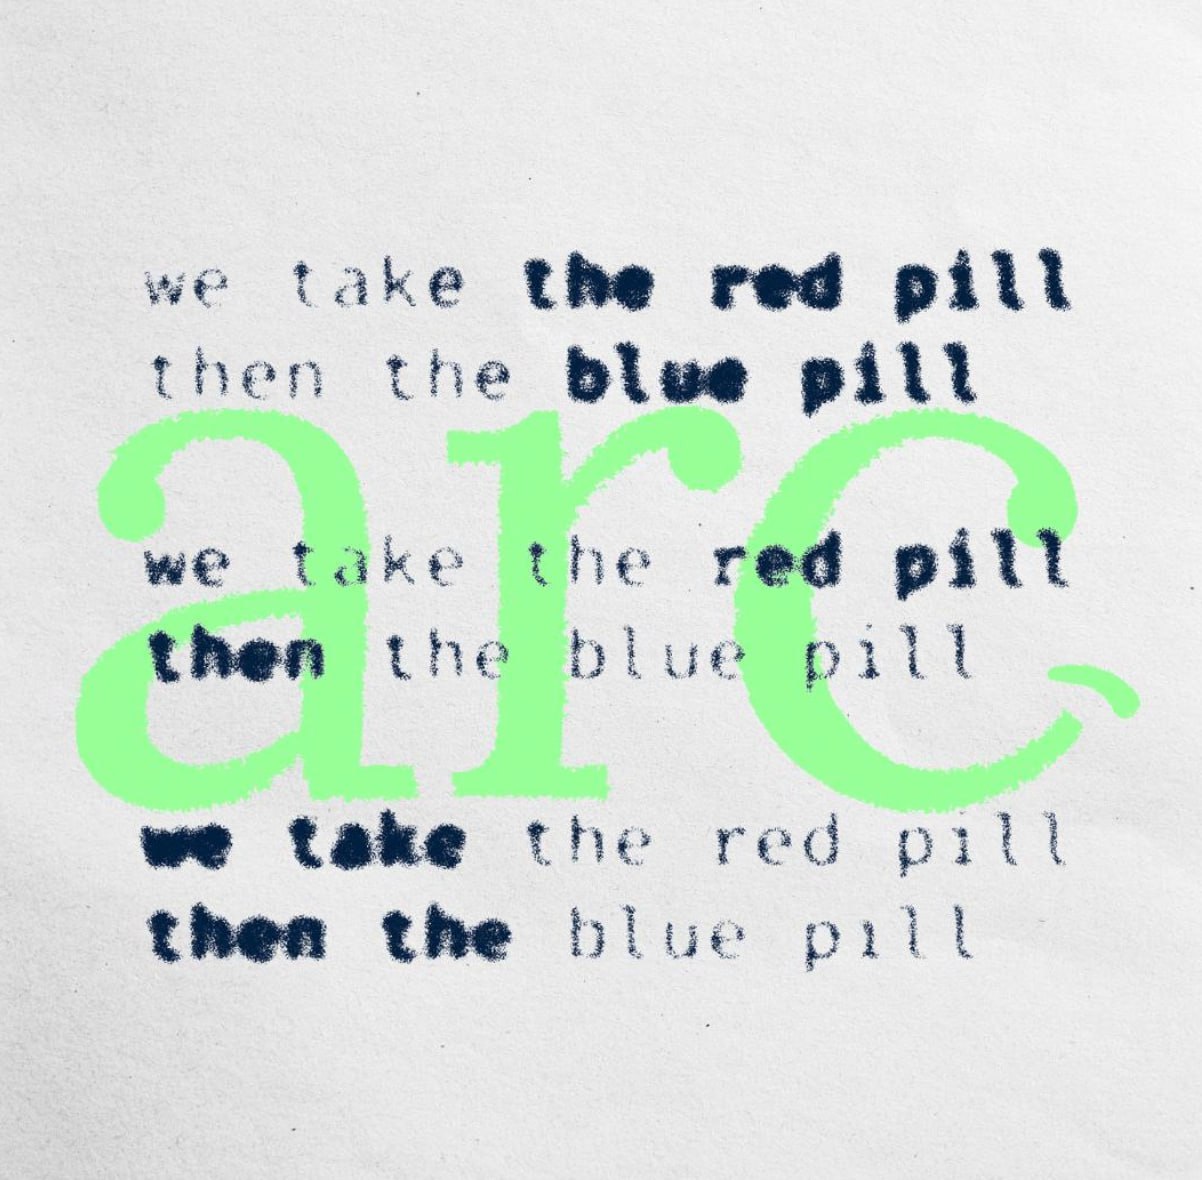 we take the red pill
then the blue pill
arc
we take the red pill
then the blue pill
we take the red pill
then the blue pill